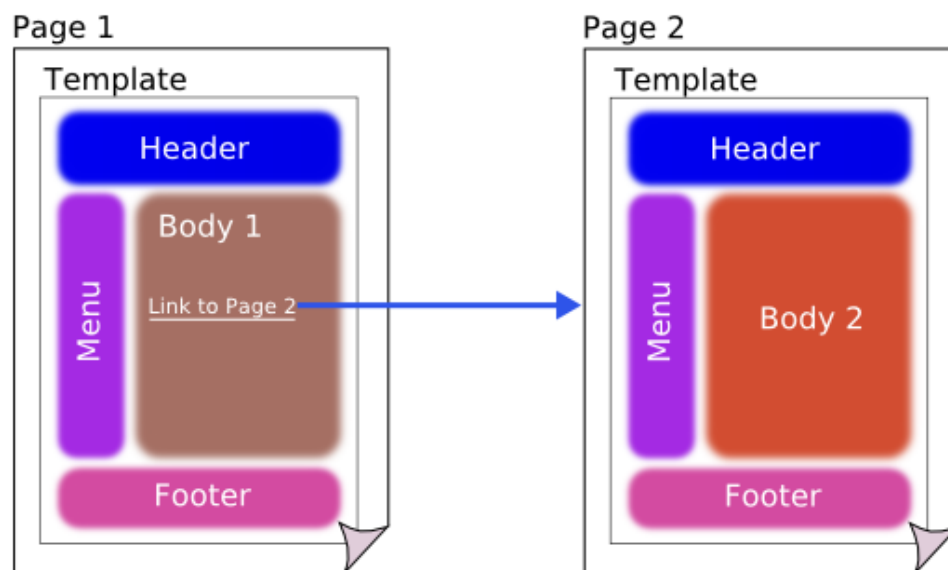 Page 1
Template
Header
Menu
Body 1
Link to Page 2
Footer
Page 2
Template
Header
Menu
Body 2
Footer